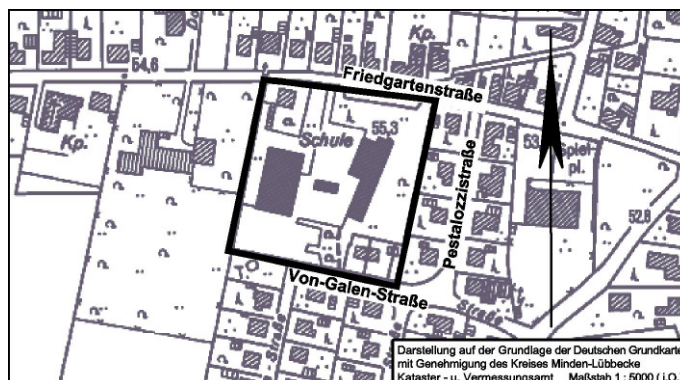 Kp.
54,6
Friedgartenstraße
Kp.
Schule
55,3
Pestalozzistraße
Spiel-
pl.
52,8
Von-Galen-Straße
Straße
Straße
Darstellung auf der Grundlage der Deutschen Grundkarte
mit Genehmigung des Kreises Minden-Lübbecke
Kataster - u. Vermessungsamt Maßstab 1 : 5000 ( i.O.)